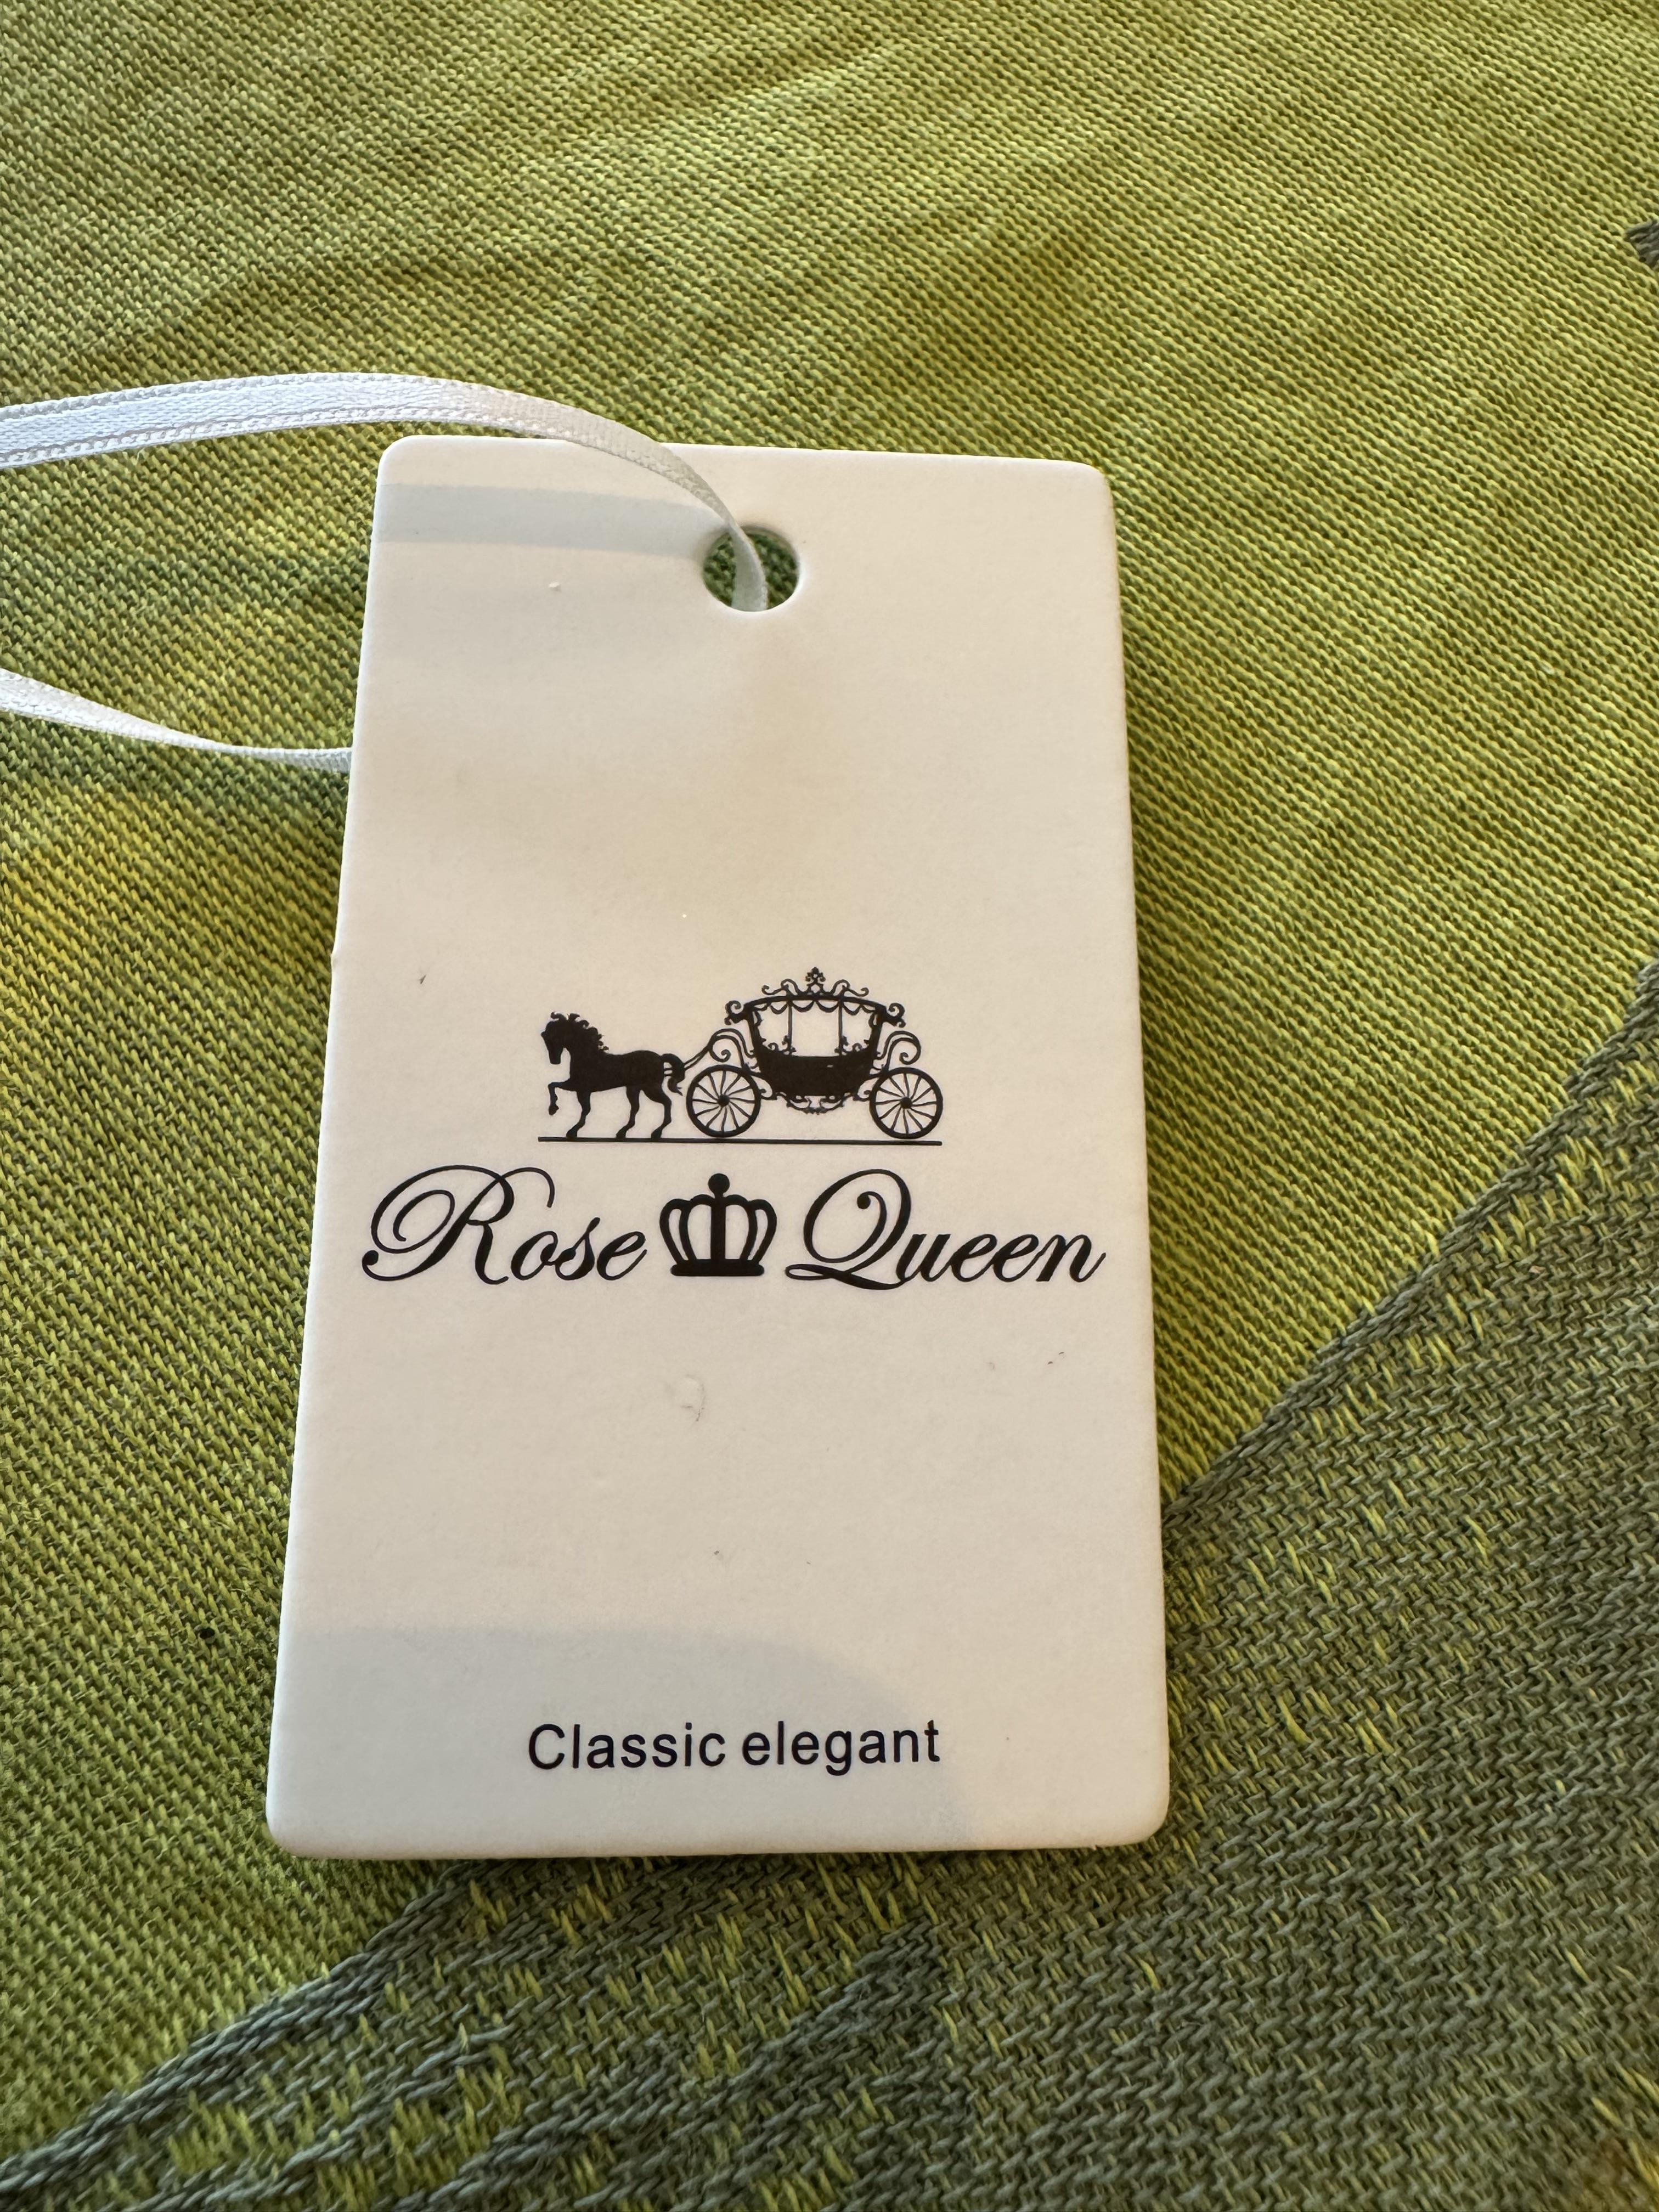 Rose Queen
Classic elegant